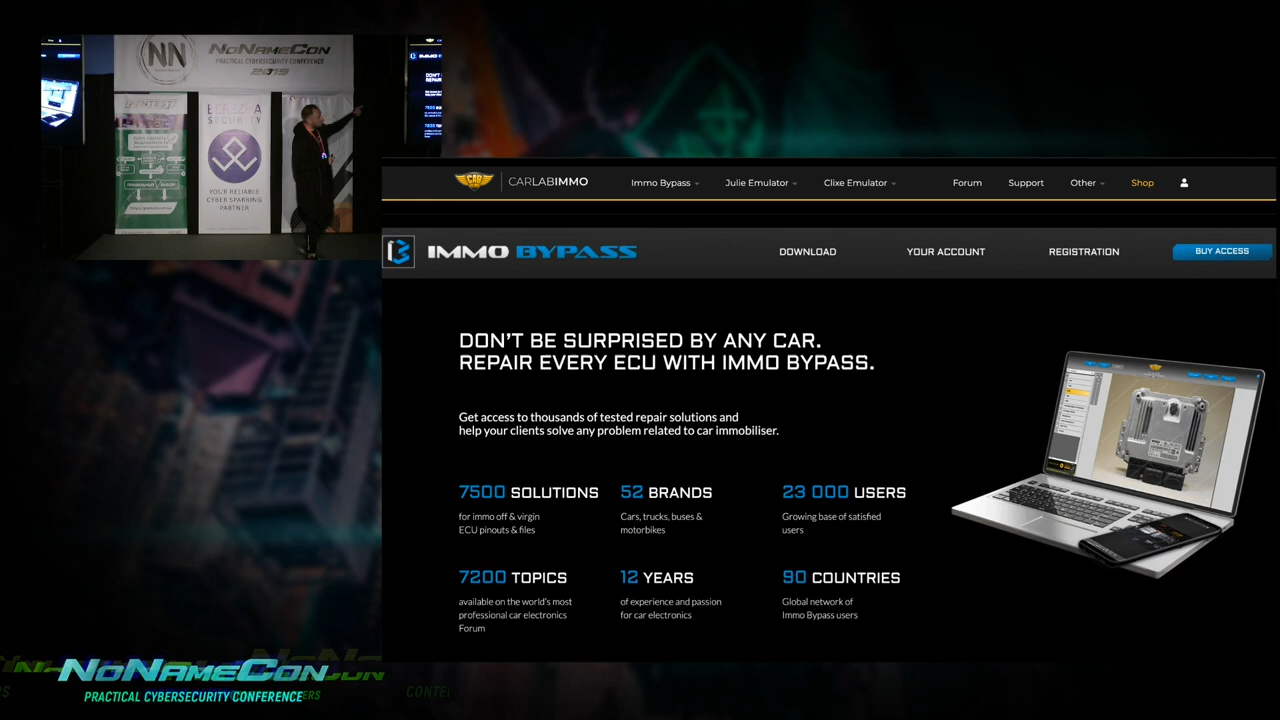 NN
NoNameCon
PRACTICAL CYBERSECURITY CONFERENCE
2019
PENTEST
BEREZHA
SECURITY
YOUR RELIABLE
CYBER SPARRING
PARTNER
CAR
CARLABIMMO
Immo Bypass
Julie Emulator
Clixe Emulator
Forum
Support
Other
Shop
IMMO BYPASS
DOWNLOAD
YOUR ACCOUNT
REGISTRATION
BUY ACCESS
DON'T BE SURPRISED BY ANY CAR.
REPAIR EVERY ECU WITH IMMO BYPASS.
Get access to thousands of tested repair solutions and
help your clients solve any problem related to car immobiliser.
7500 SOLUTIONS
for immo off & virgin
ECU pinouts & files
52 BRANDS
Cars, trucks, buses &
motorbikes
23 000 USERS
Growing base of satisfied
users
7200 TOPICS
available on the world's most
professional car electronics
Forum
12 YEARS
of experience and passion
for car electronics
90 COUNTRIES
Global network of
Immo Bypass users
NoNameCon
PRACTICAL CYBERSECURITY CONFERENCE